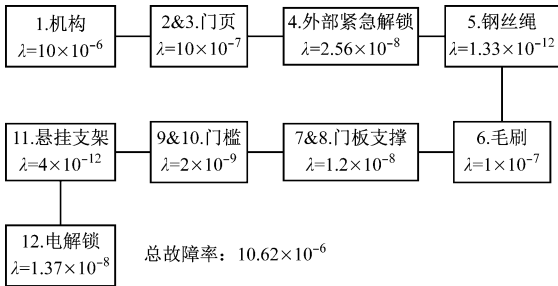 1.机构
λ=10×10⁻⁶
2&3.门页
λ=10×10⁻⁷
4.外部紧急解锁
λ=2.56×10⁻⁸
5.钢丝绳
λ=1.33×10⁻¹²
6.毛刷
λ=1×10⁻⁷
7&8.门板支撑
λ=1.2×10⁻⁸
9&10.门槛
λ=2×10⁻⁹
11.悬挂支架
λ=4×10⁻¹²
12.电解锁
λ=1.37×10⁻⁸
总故障率：10.62×10⁻⁶